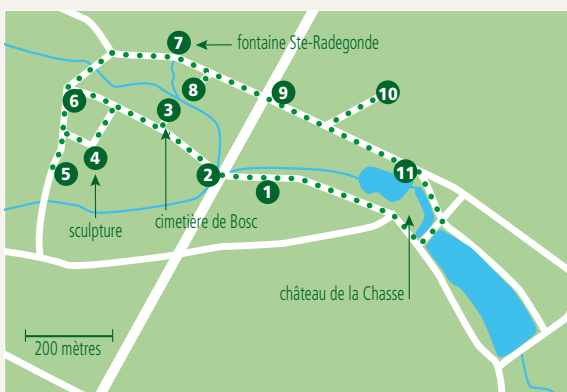 7
fontaine Ste-Radegonde
8
9
10
6
3
4
5
2
1
11
sculpture
cimetière de Bosc
château de la Chasse
200 mètres